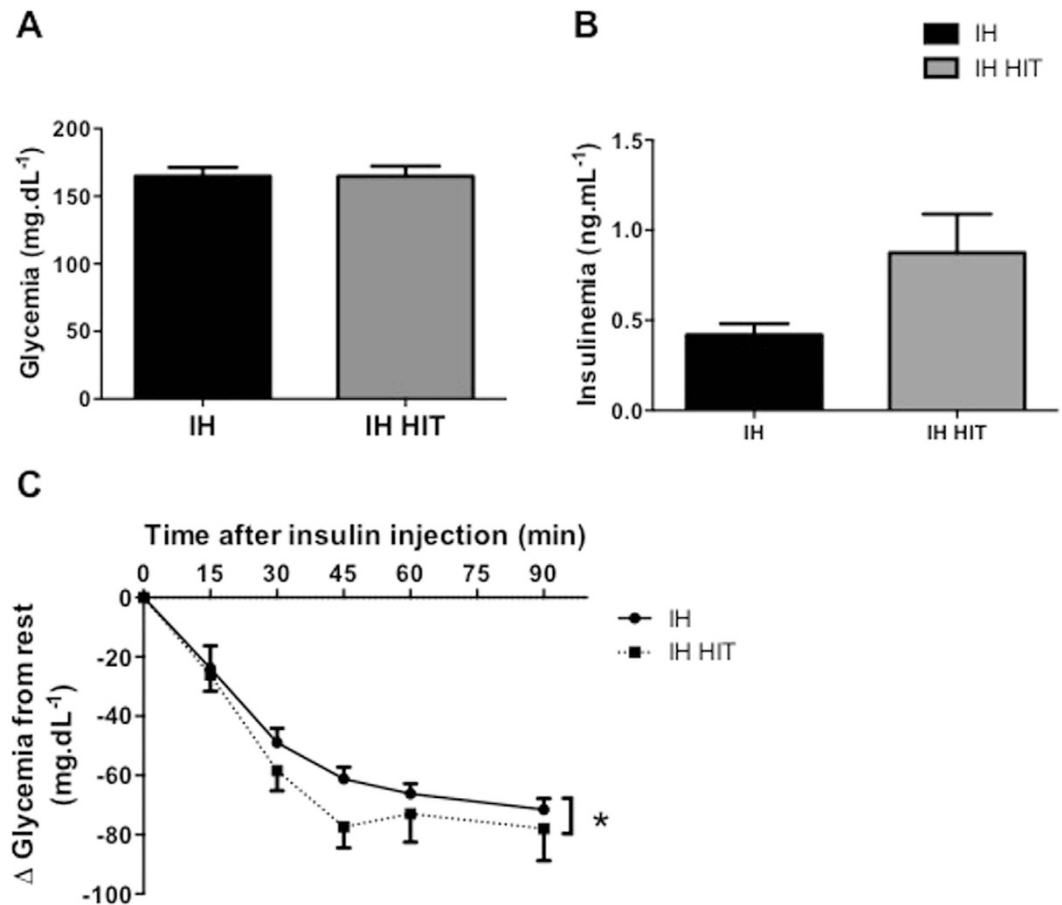 A
B
IH
IH HIT
Glycemia (mg.dL-1)
200
150
100
50
0
IH
IH HIT
Insulinemia (ng.mL-1)
1.5
1.0
0.5
0.0
IH
IH HIT
C
Time after insulin injection (min)
0 15 30 45 60 75 90
Δ Glycemia from rest
(mg.dL-1)
0
-20
-40
-60
-80
-100
IH
IH HIT
*